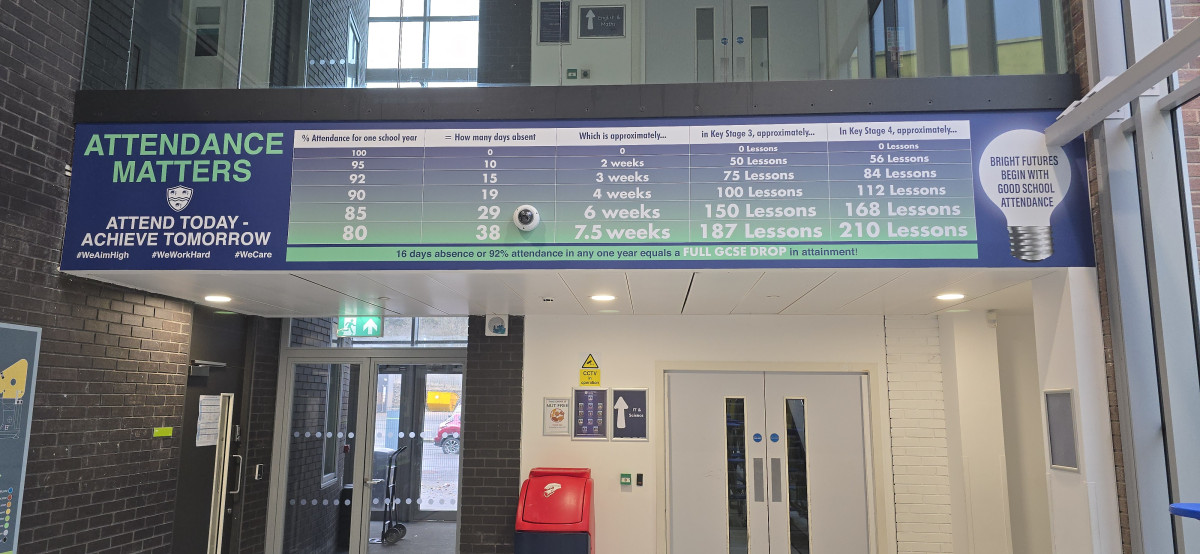 English &
Maths
ATTENDANCE
MATTERS
ATTEND TODAY -
ACHIEVE TOMORROW
#WeAimHigh #WeWorkHard #WeCare
% Attendance for one school year = How many days absent Which is approximately... in Key Stage 3, approximately... In Key Stage 4, approximately...
100 0 0 0 Lessons 0 Lessons
95 10 2 weeks 50 Lessons 56 Lessons
92 15 3 weeks 75 Lessons 84 Lessons
90 19 4 weeks 100 Lessons 112 Lessons
85 29 6 weeks 150 Lessons 168 Lessons
80 38 7.5 weeks 187 Lessons 210 Lessons
16 days absence or 92% attendance in any one year equals a FULL GCSE DROP in attainment!
BRIGHT FUTURES
BEGIN WITH
GOOD SCHOOL
ATTENDANCE
CCTV
NUT FREE
IT &
Science